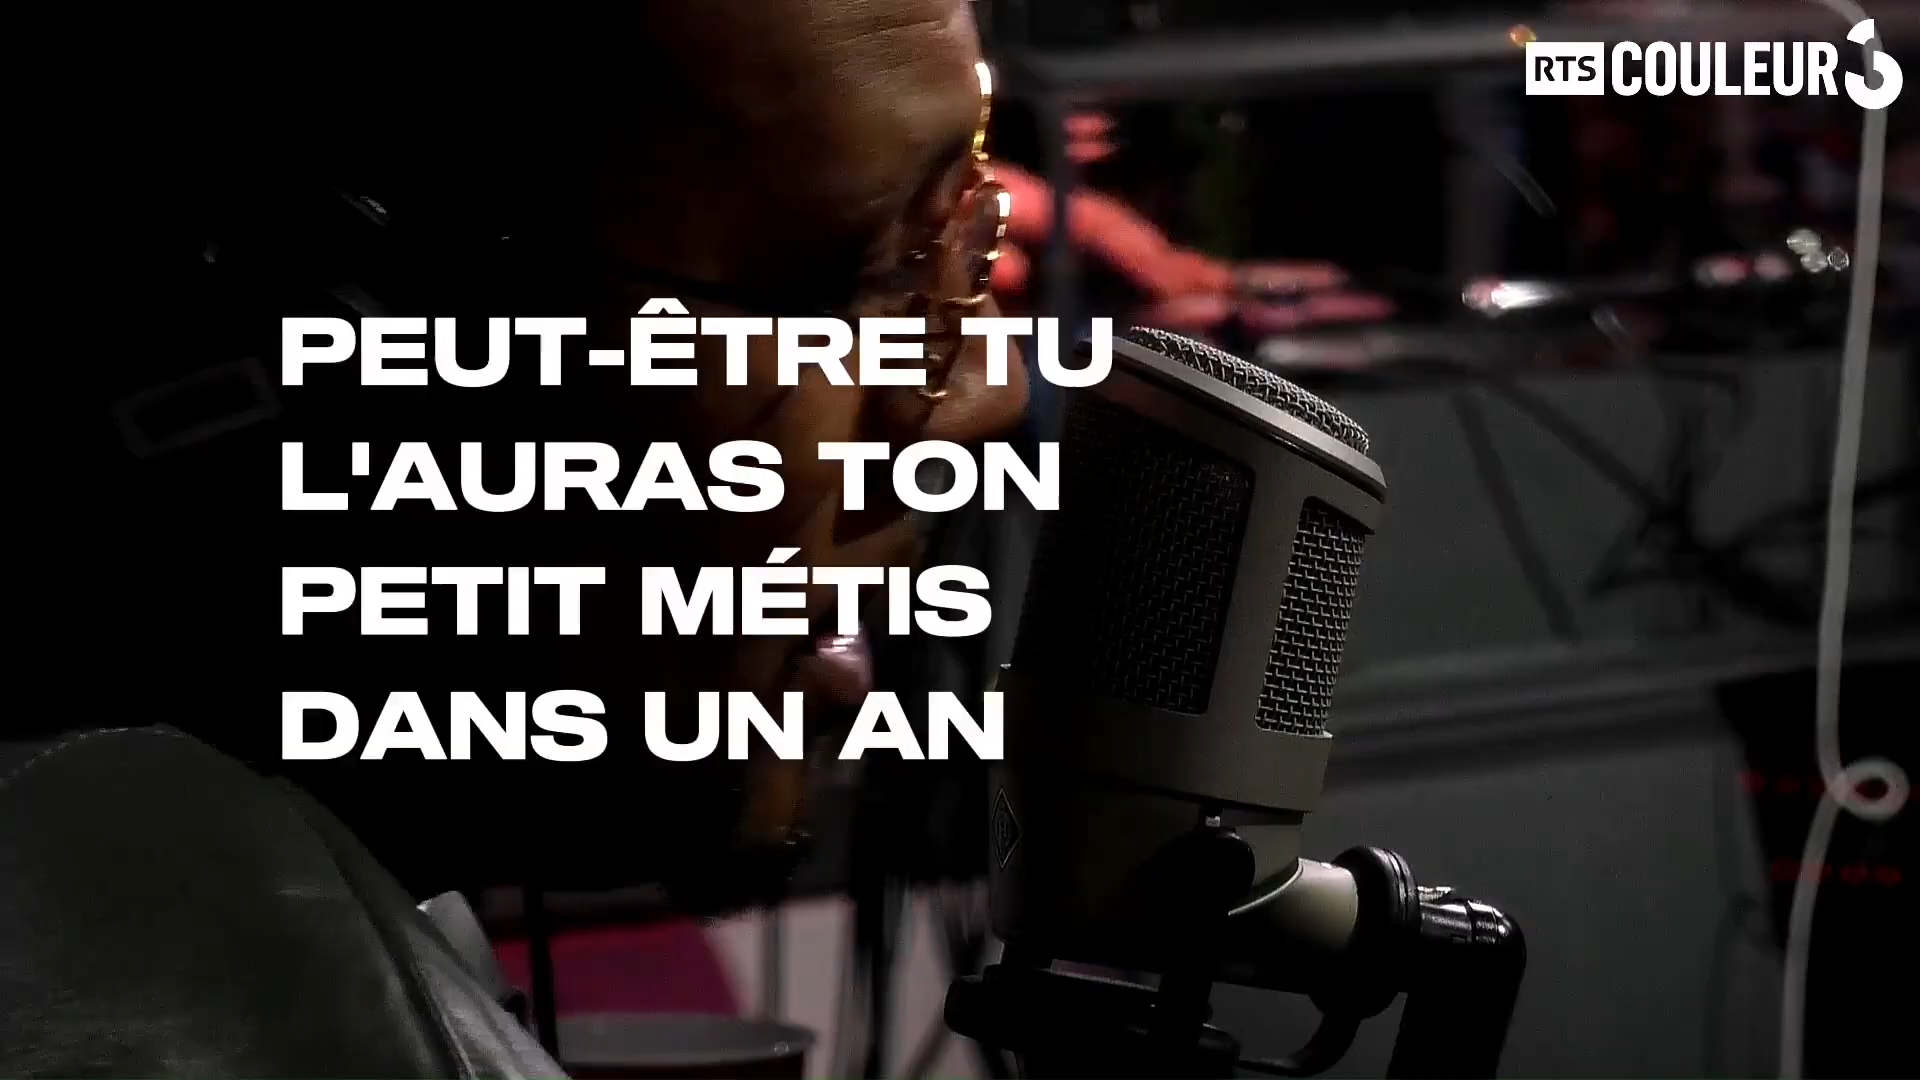 RTS COULEUR 3
PEUT-ÊTRE TU
L'AURAS TON
PETIT MÉTIS
DANS UN AN